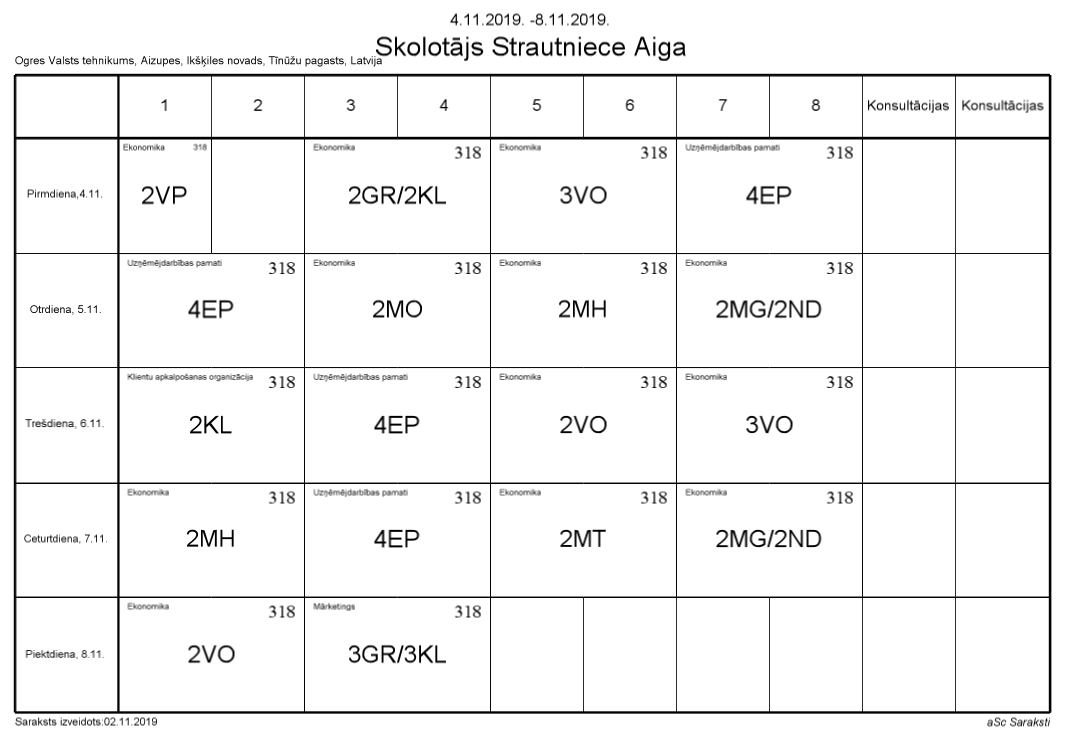 4.11.2019. -8.11.2019.
Skolotājs Strautniece Aiga
Ogres Valsts tehnikums, Aizupes, Ikšķiles novads, Tīnūžu pagasts, Latvija
1 2 3 4 5 6 7 8 Konsultācijas Konsultācijas
Ekonomika 318 Ekonomika 318 Ekonomika 318 Uzņēmējdarbības pamati 318
Pirmdiena,4.11. 2VP 2GR/2KL 3VO 4EP
Uzņēmējdarbības pamati 318 Ekonomika 318 Ekonomika 318 Ekonomika 318
Otrdiena, 5.11. 4EP 2MO 2MH 2MG/2ND
Klientu apkalpošanas organizācija 318 Uzņēmējdarbības pamati 318 Ekonomika 318 Ekonomika 318
Trešdiena, 6.11. 2KL 4EP 2VO 3VO
Ekonomika 318 Uzņēmējdarbības pamati 318 Ekonomika 318 Ekonomika 318
Ceturtdiena, 7.11. 2MH 4EP 2MT 2MG/2ND
Ekonomika 318 Mārketings 318
Piektdiena, 8.11. 2VO 3GR/3KL
Saraksts izveidots:02.11.2019 aSc Saraksti